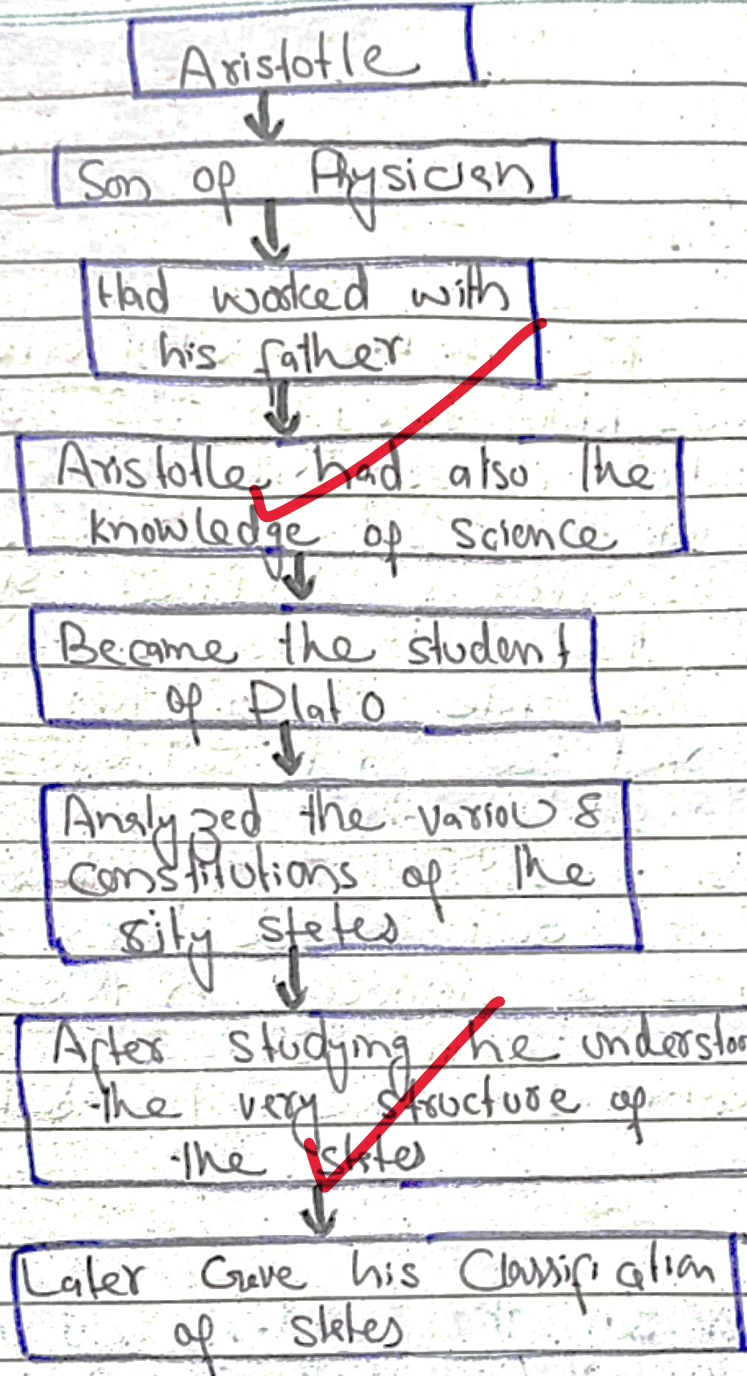 Aristotle
Son of Physician
Had worked with
his father
Aristotle had also the
knowledge of science
Became the student
of Plato
Analyzed the various
constitutions of the
city states
After studying he understoo
the very structure of
the states
Later Gave his Classification
of states